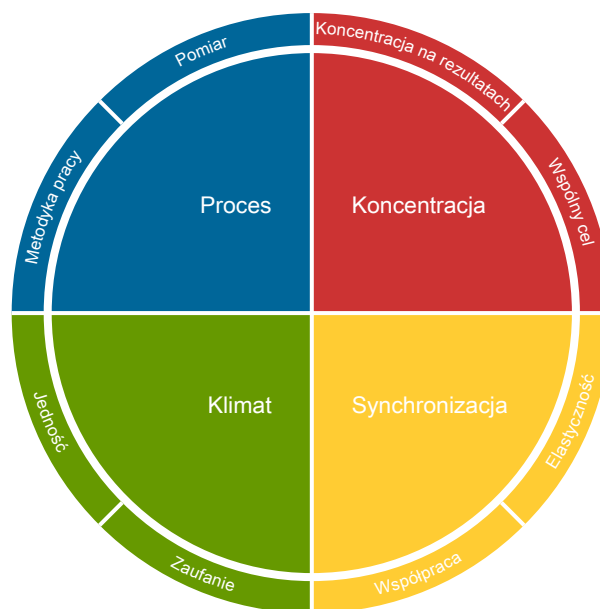 Pomiar
Koncentracja na rezultatach
Metodyka pracy
Wspólny cel
Proces
Koncentracja
Klimat
Synchronizacja
Jedność
Elastyczność
Zaufanie
Współpraca